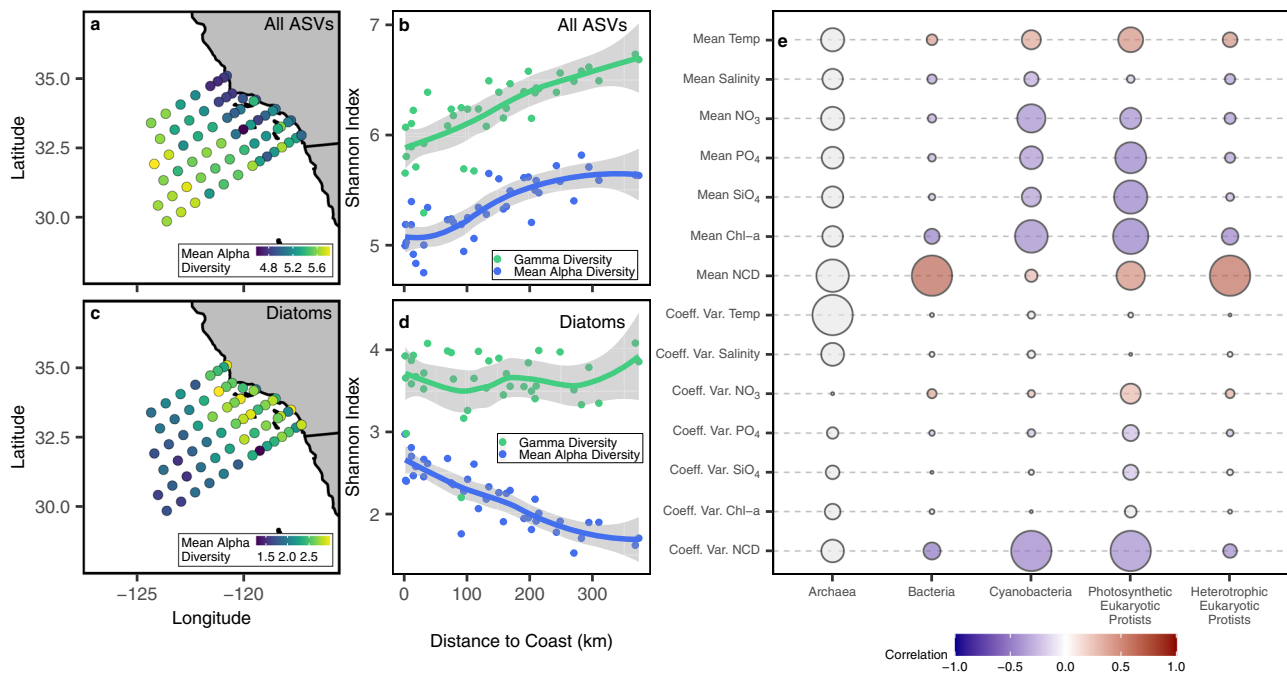 a
All ASVs
35.0
32.5
30.0
Latitude
Mean Alpha
Diversity
4.8 5.2 5.6
b
All ASVs
7
6
5
Shannon Index
Gamma Diversity
Mean Alpha Diversity
c
Diatoms
35.0
32.5
30.0
Latitude
Mean Alpha
Diversity
1.5 2.0 2.5
−125
−120
Longitude
d
Diatoms
4
3
2
Shannon Index
Gamma Diversity
Mean Alpha Diversity
0
100
200
300
Distance to Coast (km)
e
Mean Temp
Mean Salinity
Mean NO₃
Mean PO₄
Mean SiO₄
Mean Chl−a
Mean NCD
Coeff. Var. Temp
Coeff. Var. Salinity
Coeff. Var. NO₃
Coeff. Var. PO₄
Coeff. Var. SiO₄
Coeff. Var. Chl−a
Coeff. Var. NCD
Archaea
Bacteria
Cyanobacteria
Photosynthetic
Eukaryotic
Protists
Heterotrophic
Eukaryotic
Protists
Correlation
−1.0
−0.5
0.0
0.5
1.0